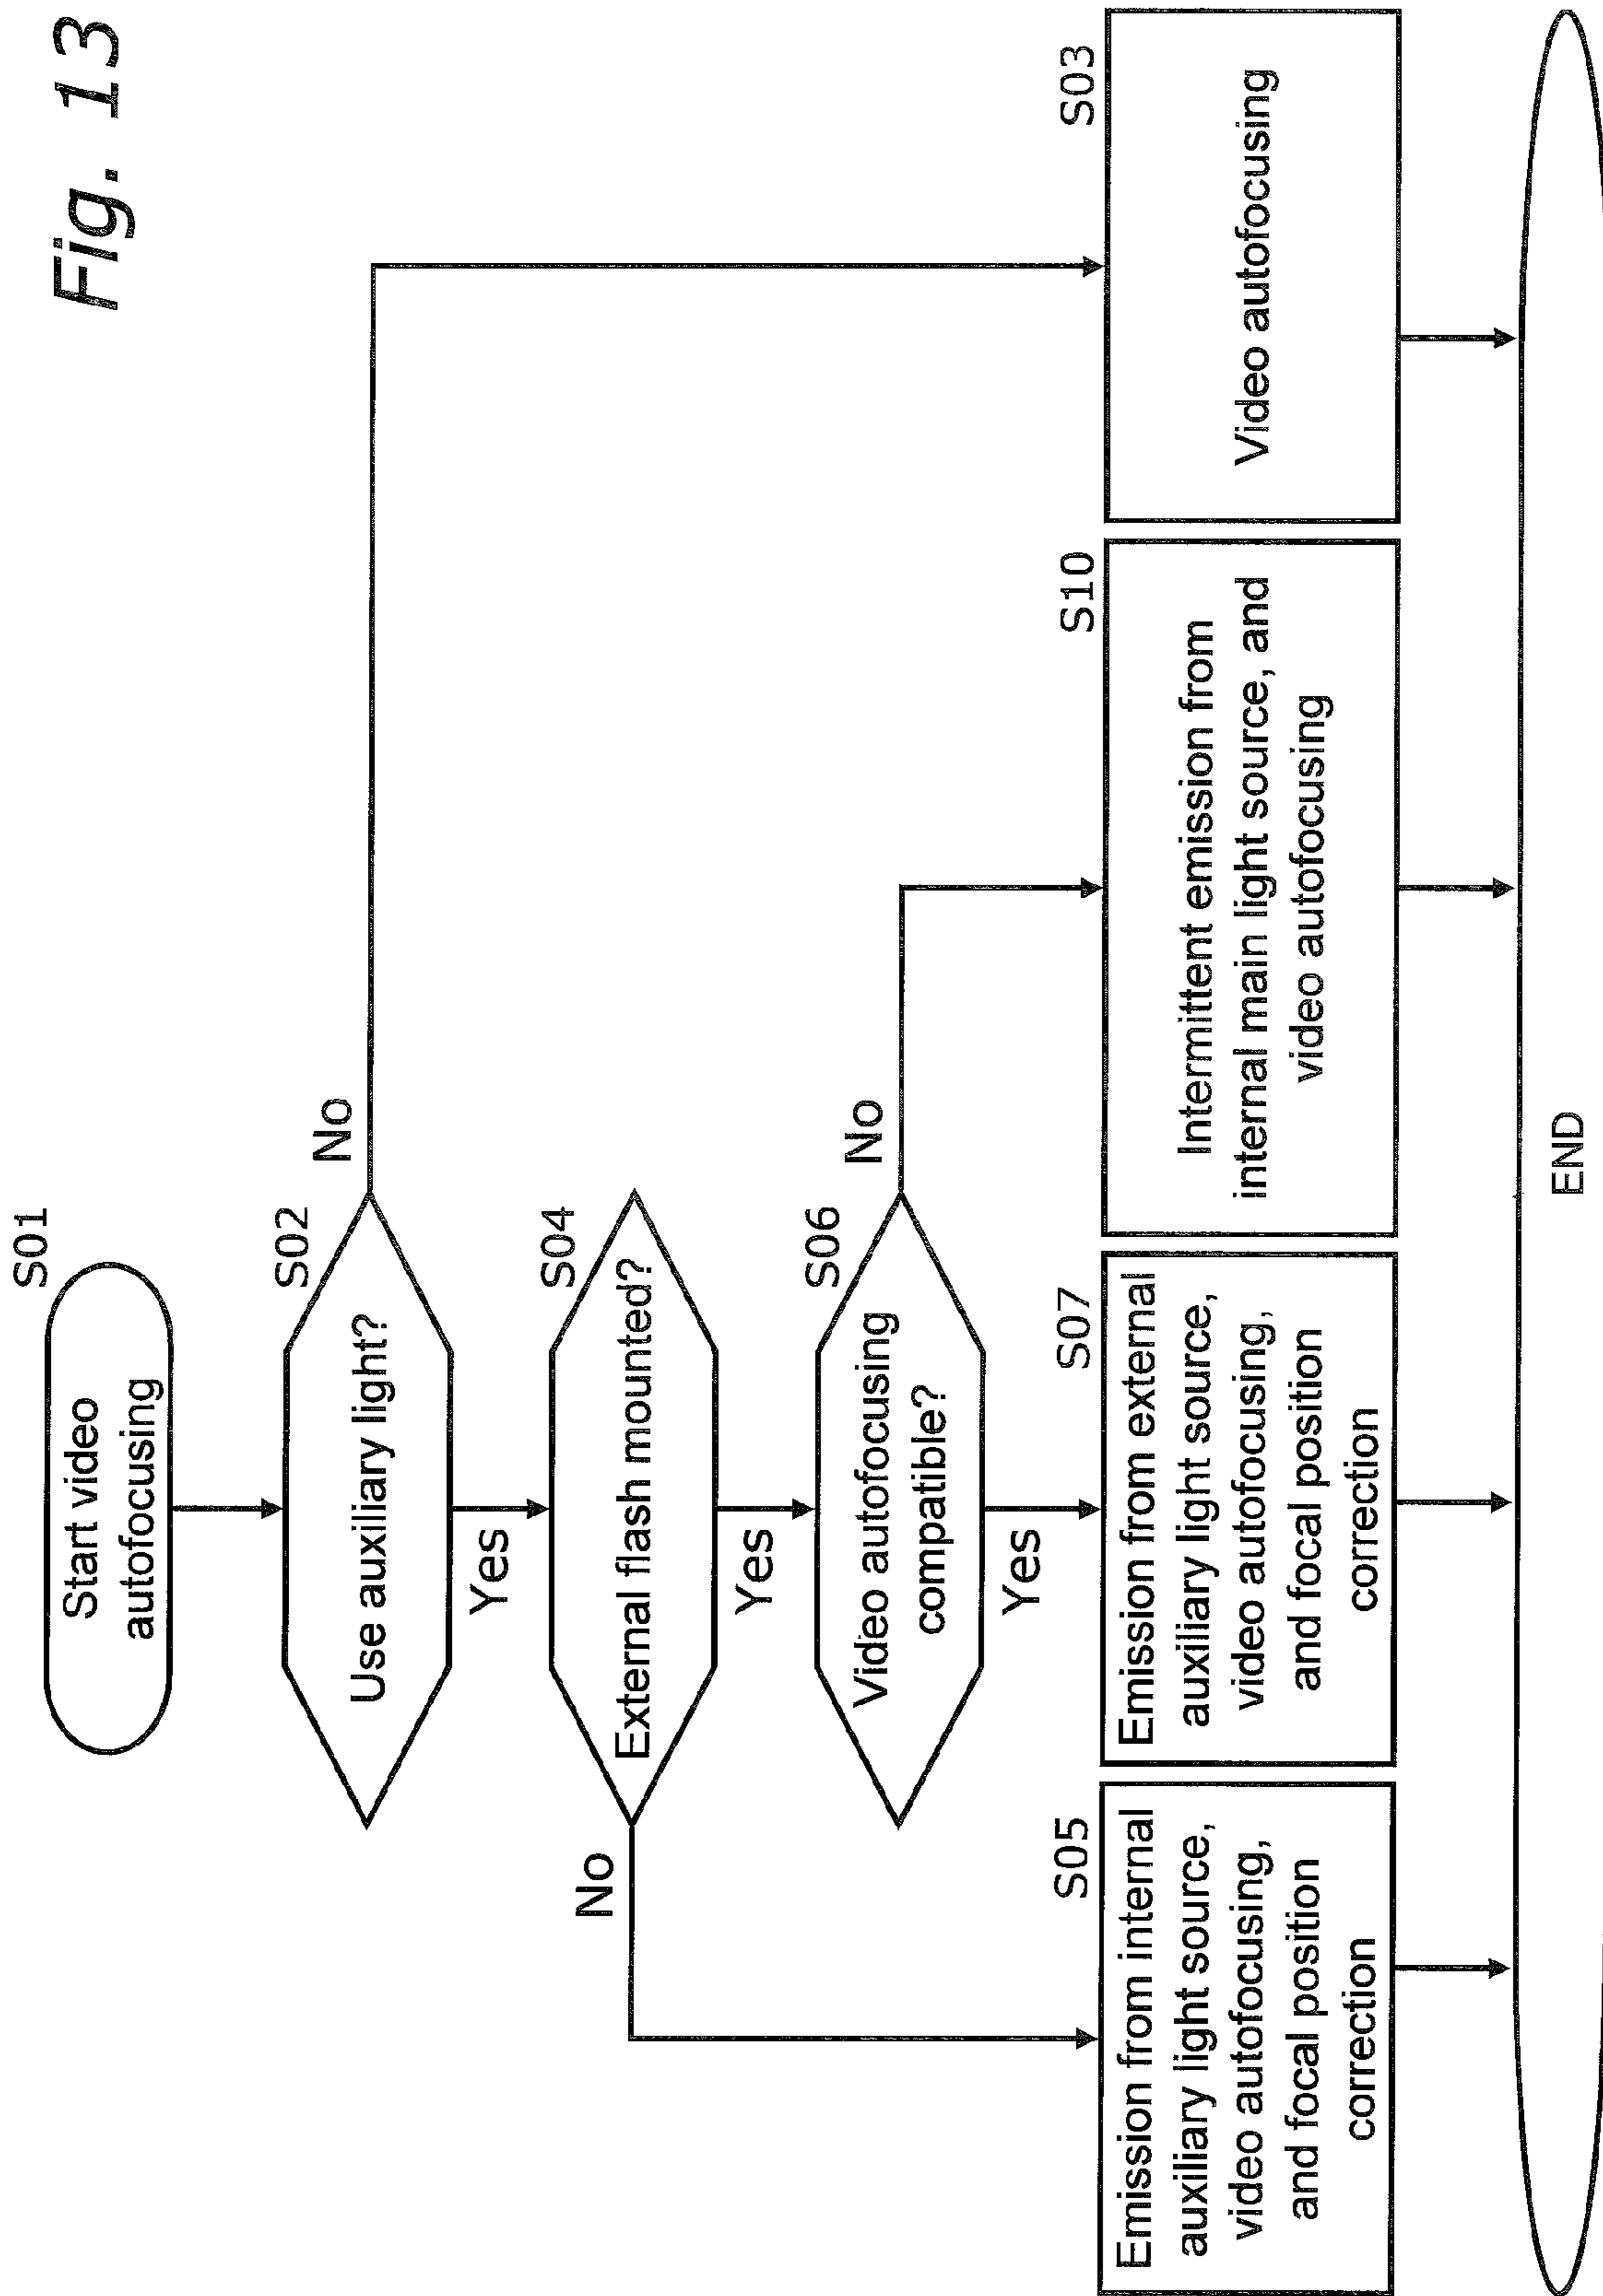 Fig. 13
S01
Start video
autofocusing
S02
Use auxiliary light?
No
Yes
S04
External flash mounted?
No
Yes
S06
Video autofocusing
compatible?
No
Yes
S05
Emission from internal
auxiliary light source,
video autofocusing,
and focal position
correction
S07
Emission from external
auxiliary light source,
video autofocusing,
and focal position
correction
S10
Intermittent emission from
internal main light source, and
video autofocusing
S03
Video autofocusing
END